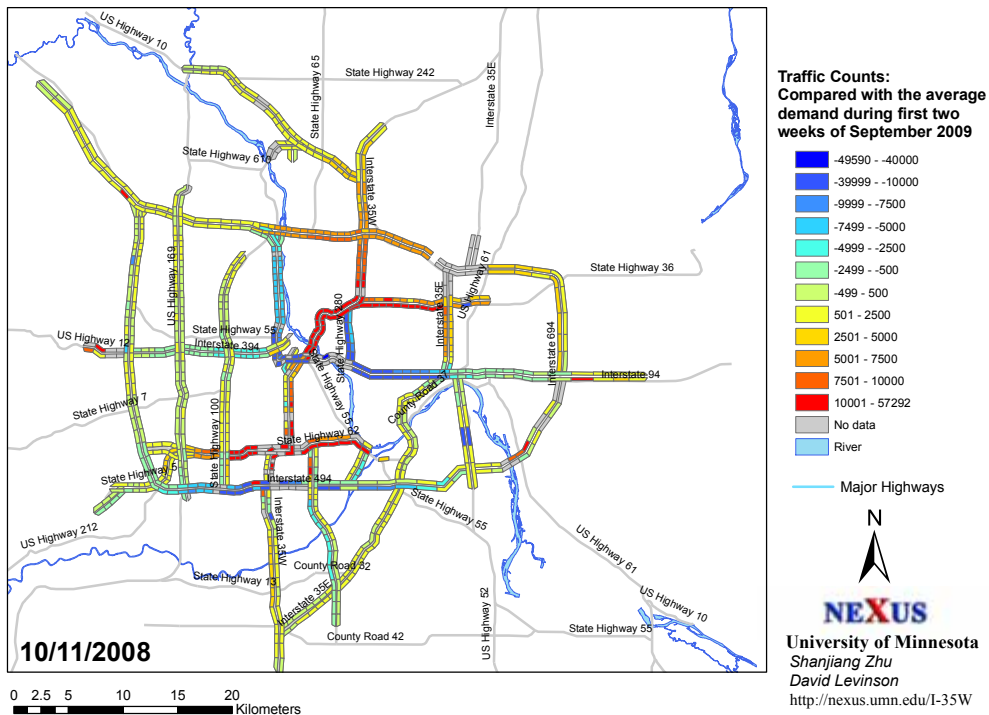 US Highway 10
State Highway 65
State Highway 242
Interstate 35E
State Highway 610
Interstate 35W
US Highway 169
US Highway 61
State Highway 36
Interstate 35E
State Highway 280
State Highway 55
US Highway 12
Interstate 394
Interstate 694
Interstate 94
State Highway 55
County Road 37
State Highway 7
State Highway 100
State Highway 62
State Highway 5
Interstate 494
State Highway 55
US Highway 212
Interstate 35W
US Highway 61
County Road 32
State Highway 13
Interstate 35E
US Highway 52
US Highway 10
State Highway 55
County Road 42
10/11/2008
0 2.5 5 10 15 20
Kilometers
Traffic Counts:
Compared with the average
demand during first two
weeks of September 2009
-49590 - -40000
-39999 - -10000
-9999 - -7500
-7499 - -5000
-4999 - -2500
-2499 - -500
-499 - 500
501 - 2500
2501 - 5000
5001 - 7500
7501 - 10000
10001 - 57292
No data
River
Major Highways
N
NEXUS
University of Minnesota
Shanjiang Zhu
David Levinson
http://nexus.umn.edu/I-35W